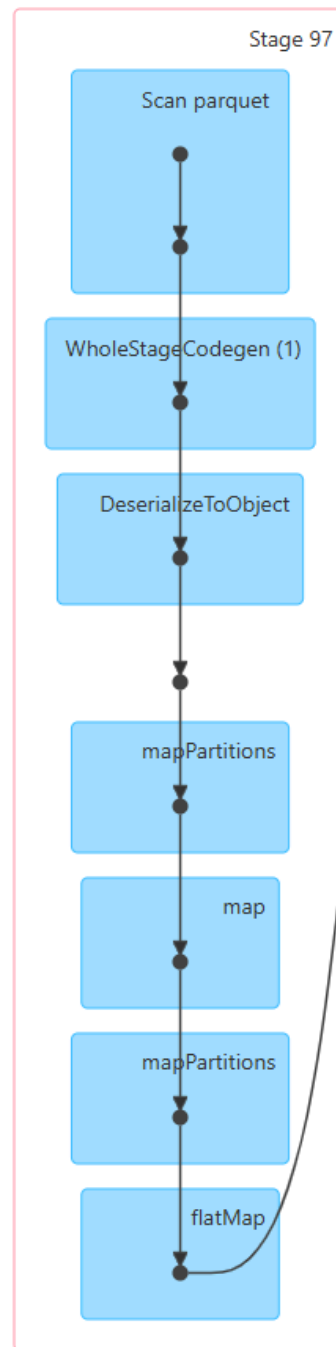 Stage 97
Scan parquet
WholeStageCodegen (1)
DeserializeToObject
mapPartitions
map
mapPartitions
flatMap